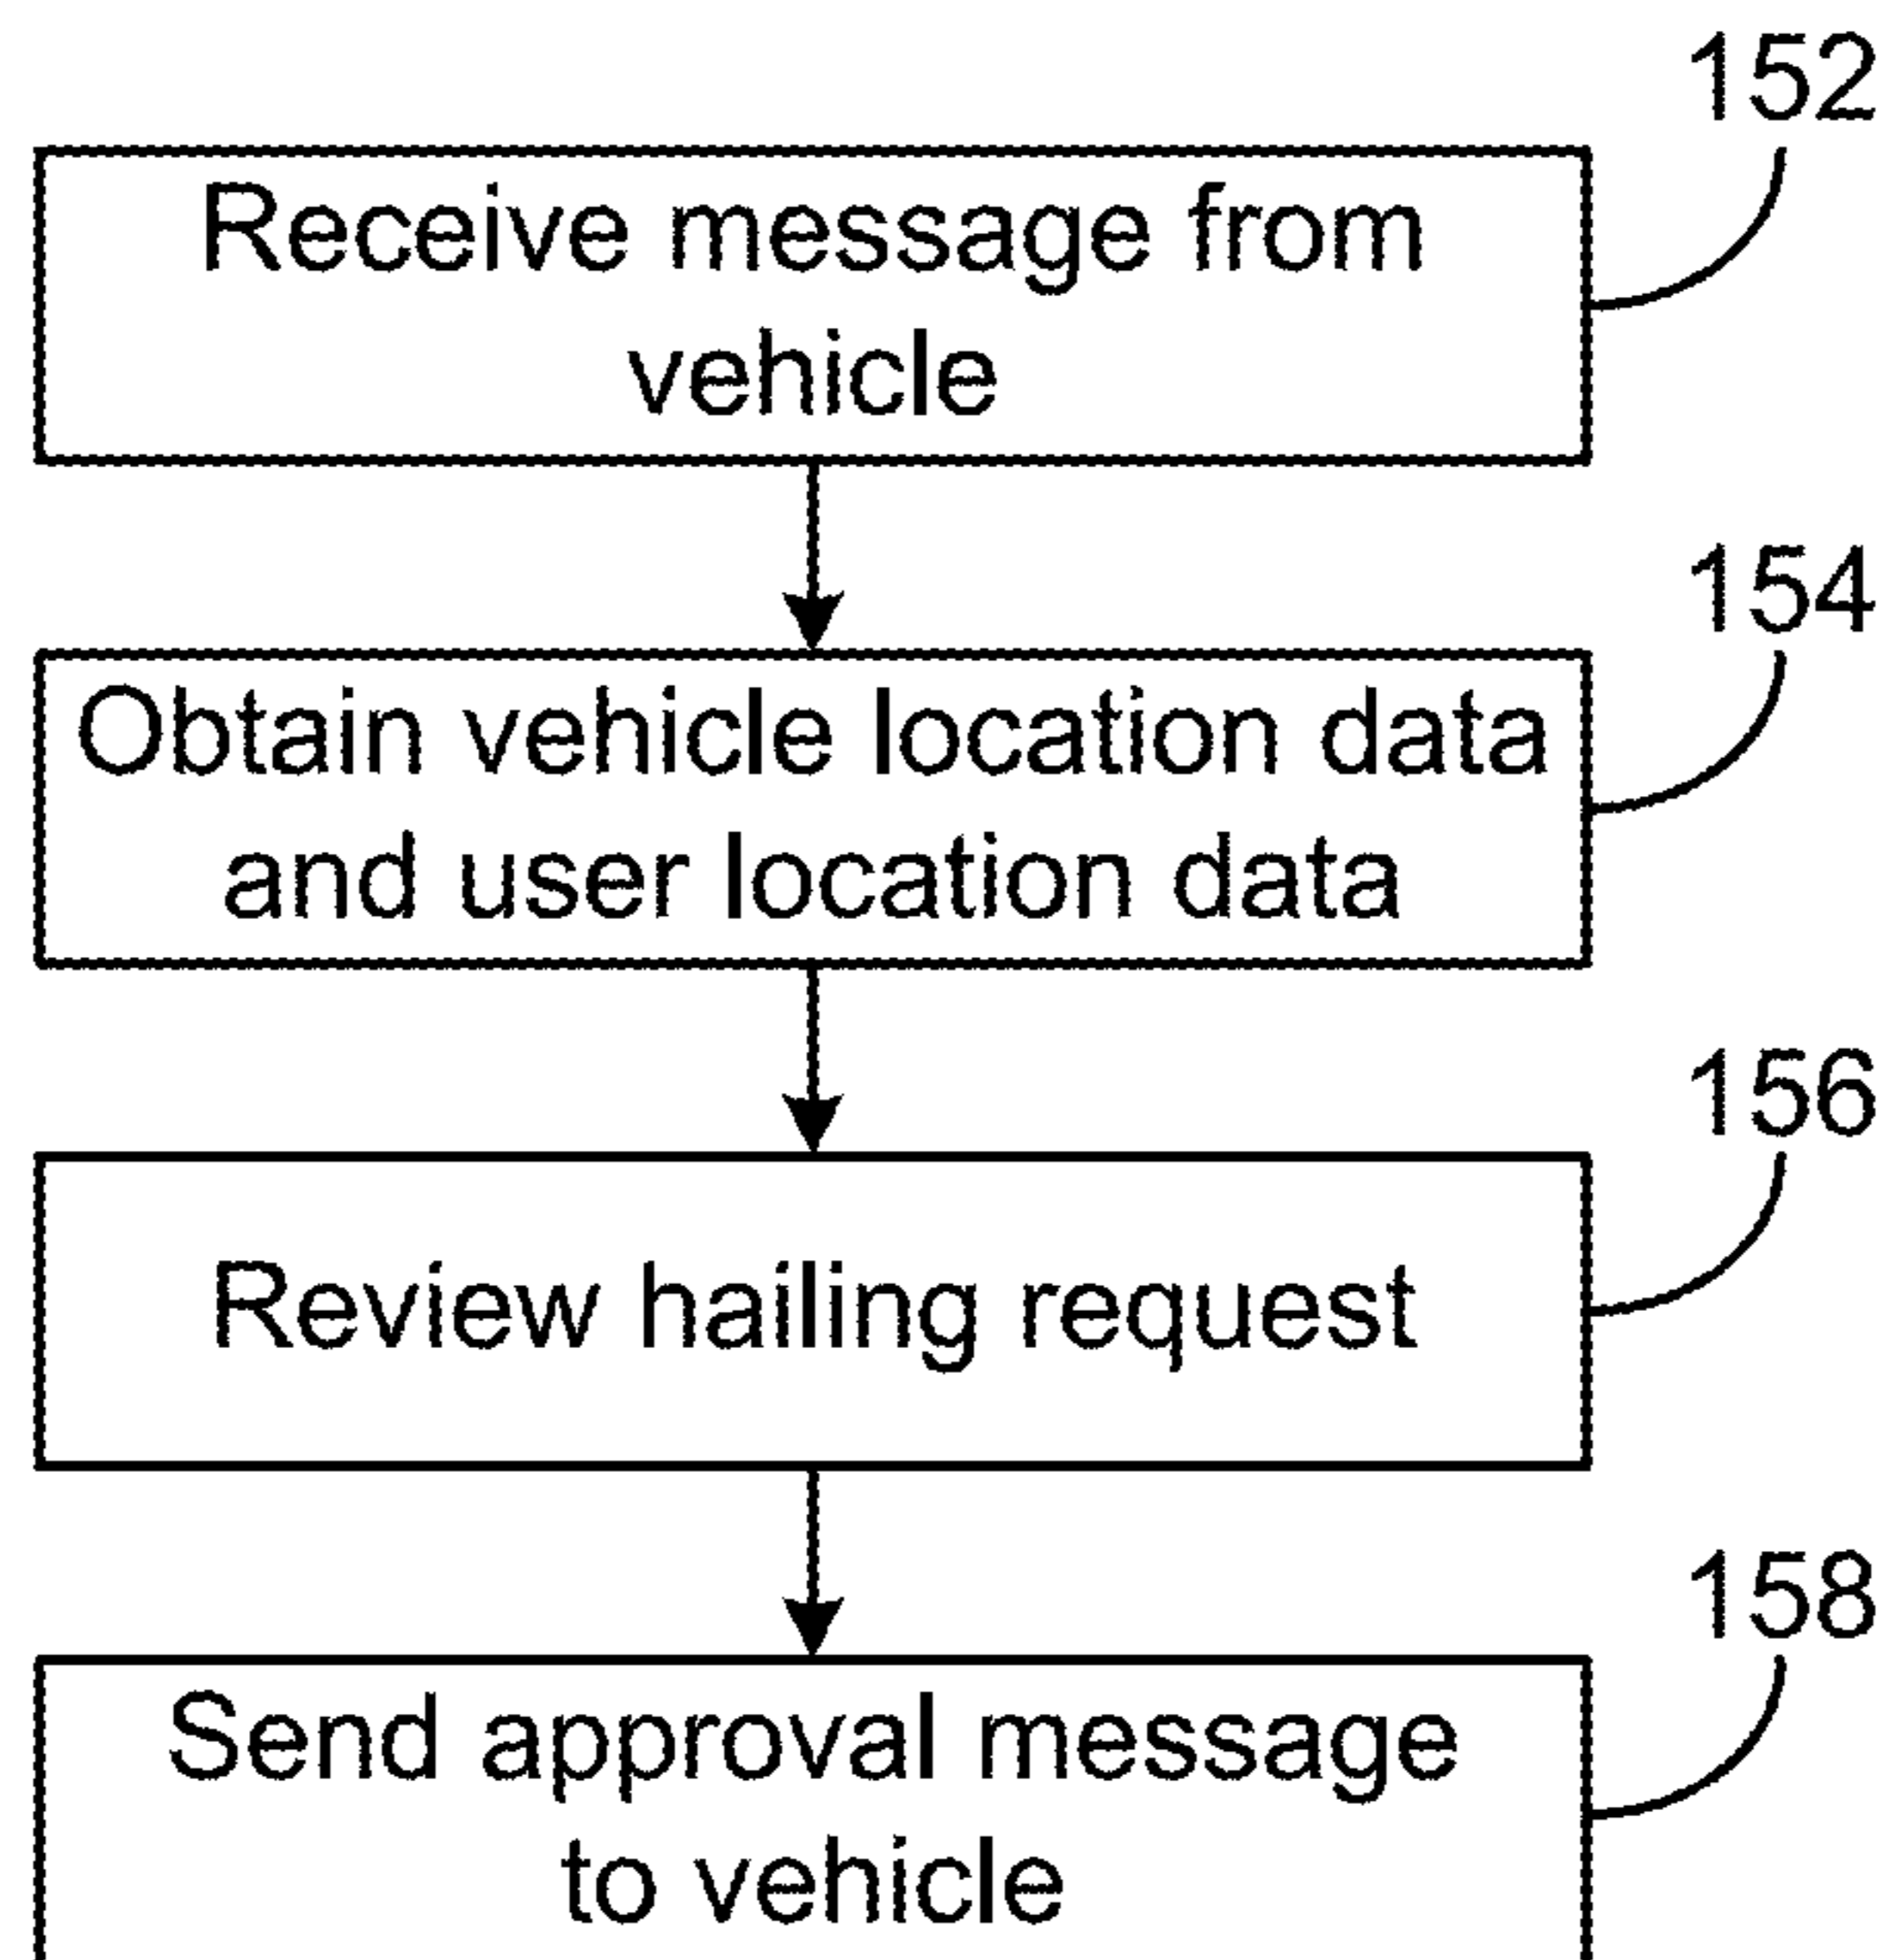 152
Receive message from
vehicle
154
Obtain vehicle location data
and user location data
156
Review hailing request
158
Send approval message
to vehicle